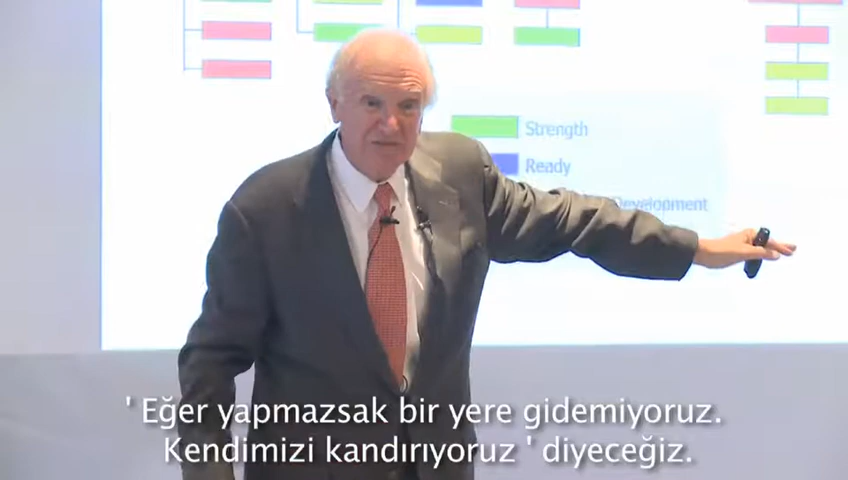 Strength
Ready
Development
' Eğer yapmazsak bir yere gidemiyoruz.
Kendimizi kandırıyoruz ' diyeceğiz.